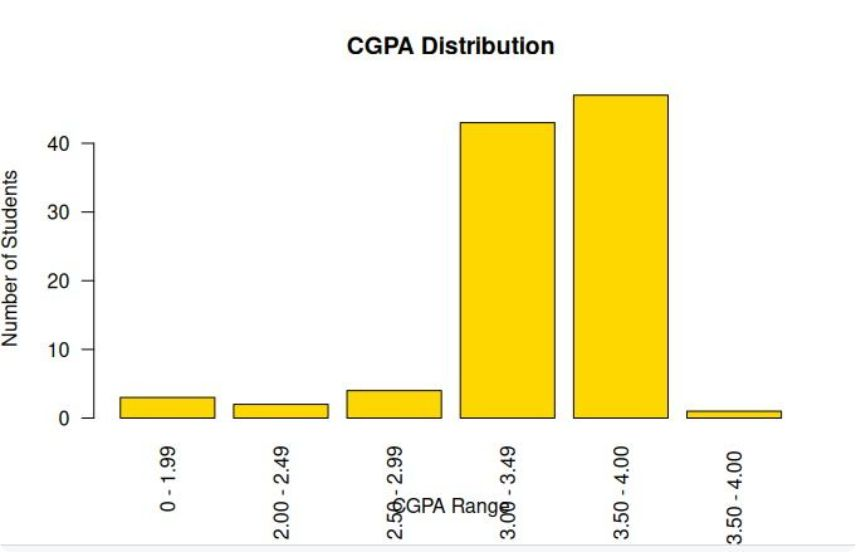 CGPA Distribution
Number of Students
40
30
20
10
0
0 - 1.99
2.00 - 2.49
2.50 - 2.99
3.00 - 3.49
3.50 - 4.00
3.50 - 4.00
CGPA Range